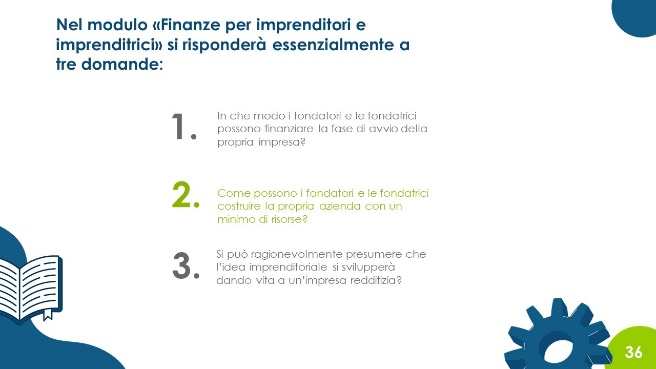 Nel modulo «Finanze per imprenditori e
imprenditrici» si risponderà essenzialmente a
tre domande:
1.
In che modo i fondatori e le fondatrici
possono finanziare la fase di avvio della
propria impresa?
2.
Come possono i fondatori e le fondatrici
costruire la propria azienda con un
minimo di risorse?
3.
Si può ragionevolmente presumere che
l'idea imprenditoriale si svilupperà
dando vita a un'impresa redditizia?
36